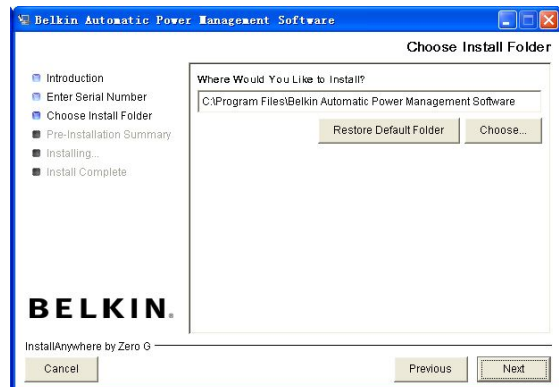 Belkin Automatic Power Management Software
Choose Install Folder
Introduction
Enter Serial Number
Choose Install Folder
Pre-Installation Summary
Installing...
Install Complete
Where Would You Like to Install?
C:\Program Files\Belkin Automatic Power Management Software
Restore Default Folder
Choose...
BELKIN.
InstallAnywhere by Zero G
Cancel
Previous
Next